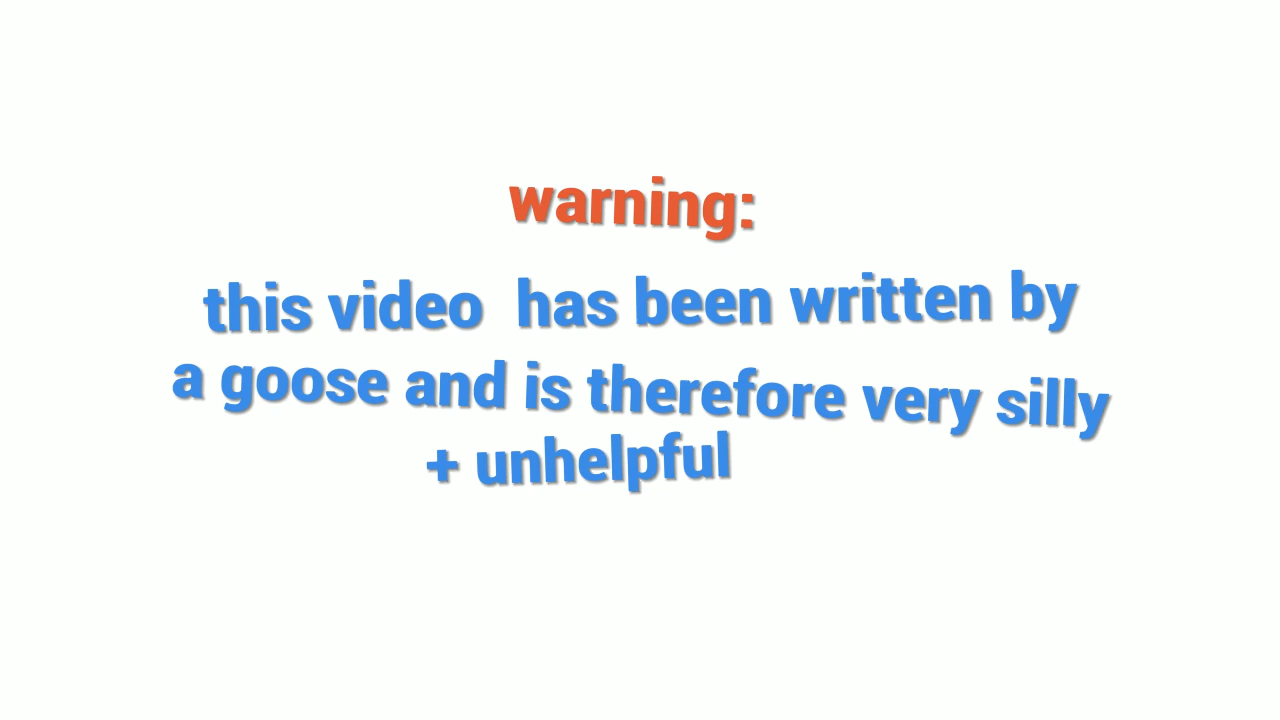 warning:
this video has been written by
a goose and is therefore very silly
+ unhelpful